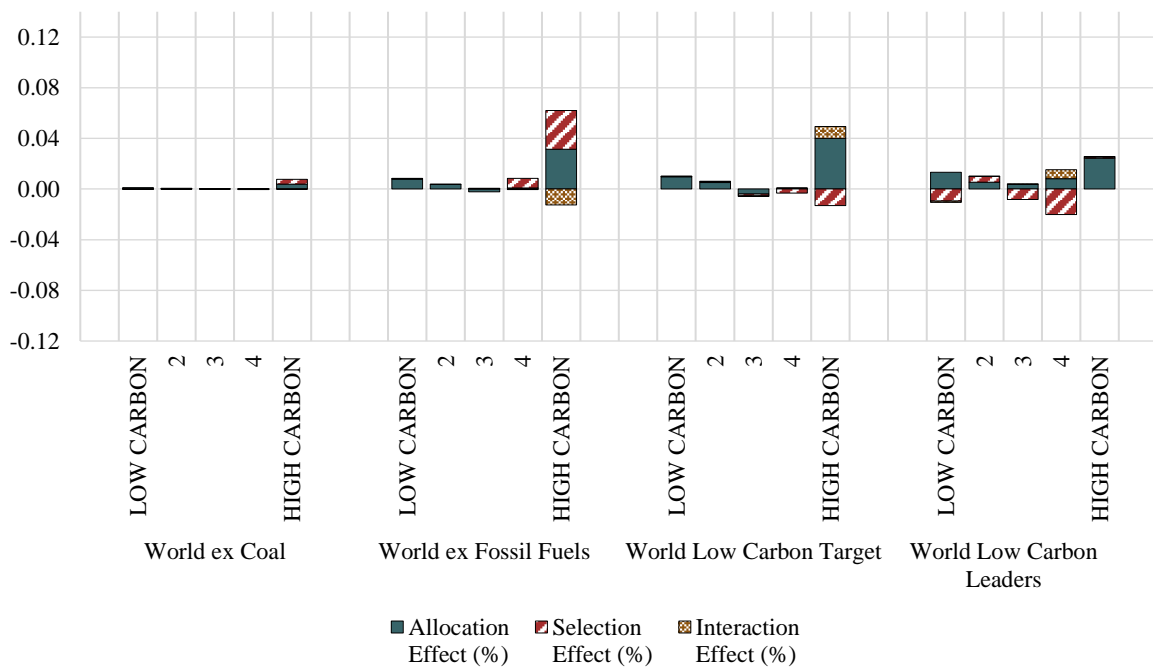 0.12
0.08
0.04
0.00
-0.04
-0.08
-0.12
LOW CARBON
2
3
4
HIGH CARBON
LOW CARBON
2
3
4
HIGH CARBON
LOW CARBON
2
3
4
HIGH CARBON
LOW CARBON
2
3
4
HIGH CARBON
World ex Coal
World ex Fossil Fuels
World Low Carbon Target
World Low Carbon
Leaders
Allocation
Effect (%)
Selection
Effect (%)
Interaction
Effect (%)